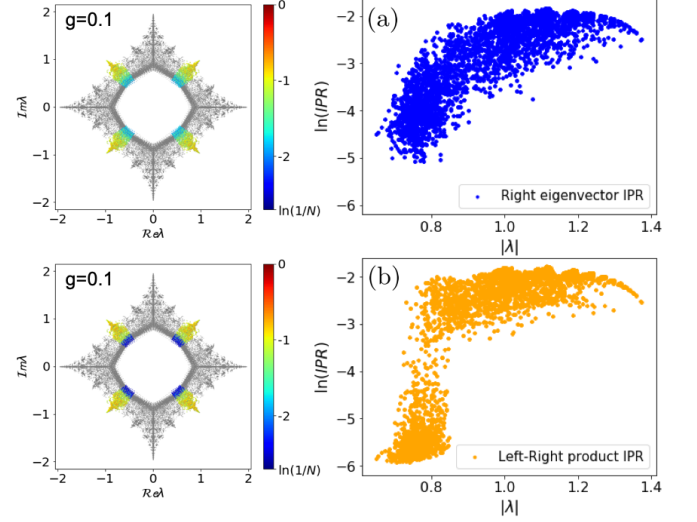 g=0.1
2
1
0
−1
−2
ImλI
−2
−1
0
1
2
Reλ
0
−1
−2
ln(1/N)
(a)
−2
−3
−4
−5
−6
ln(IPR)
Right eigenvector IPR
0.8
1.0
1.2
1.4
|λ|
g=0.1
2
1
0
−1
−2
Imλ
−2
−1
0
1
2
Reλ
0
−1
−2
ln(1/N)
(b)
−2
−3
−4
−5
−6
ln(IPR)
Left-Right product IPR
0.8
1.0
1.2
1.4
|λ|